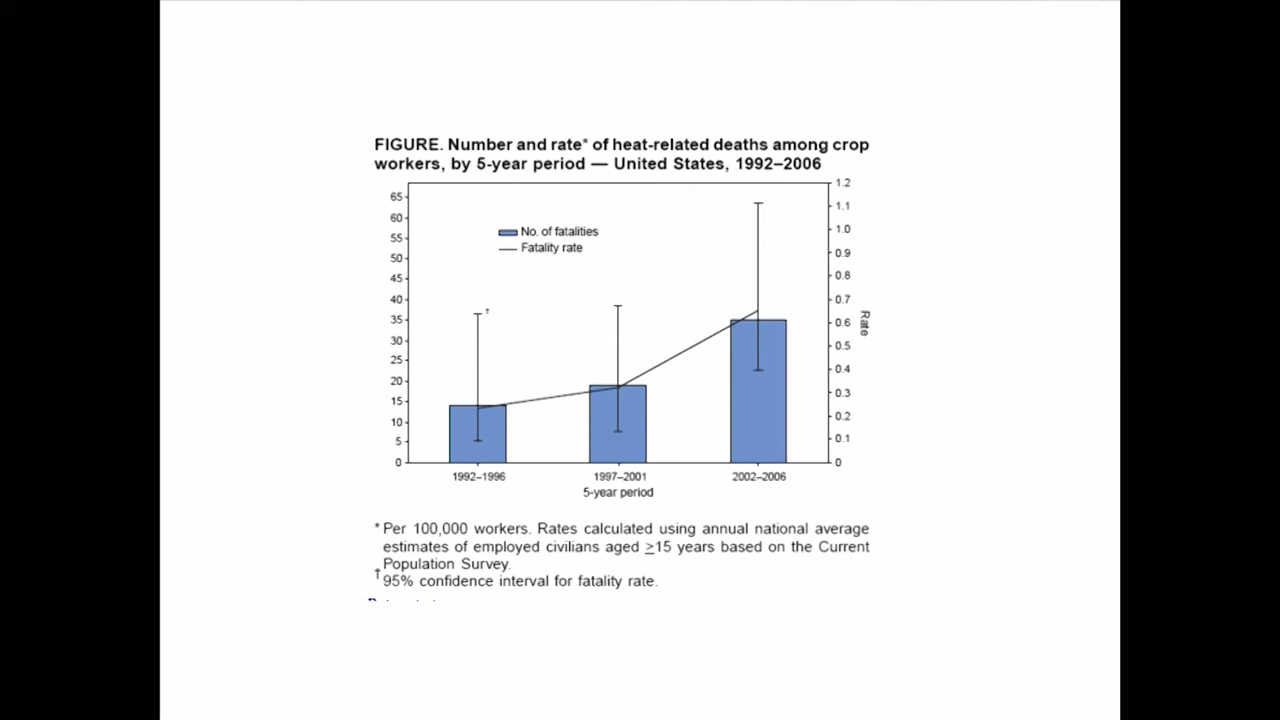 FIGURE. Number and rate* of heat-related deaths among crop
workers, by 5-year period — United States, 1992–2006
65
60
55
50
45
40
35
30
25
20
15
10
5
0
No. of fatalities
Fatality rate
†
1.2
1.1
1.0
0.9
0.8
0.7
0.6
0.5
0.4
0.3
0.2
0.1
0
Rate
1992–1996 1997–2001 2002–2006
5-year period
* Per 100,000 workers. Rates calculated using annual national average
estimates of employed civilians aged ≥15 years based on the Current
Population Survey.
† 95% confidence interval for fatality rate.